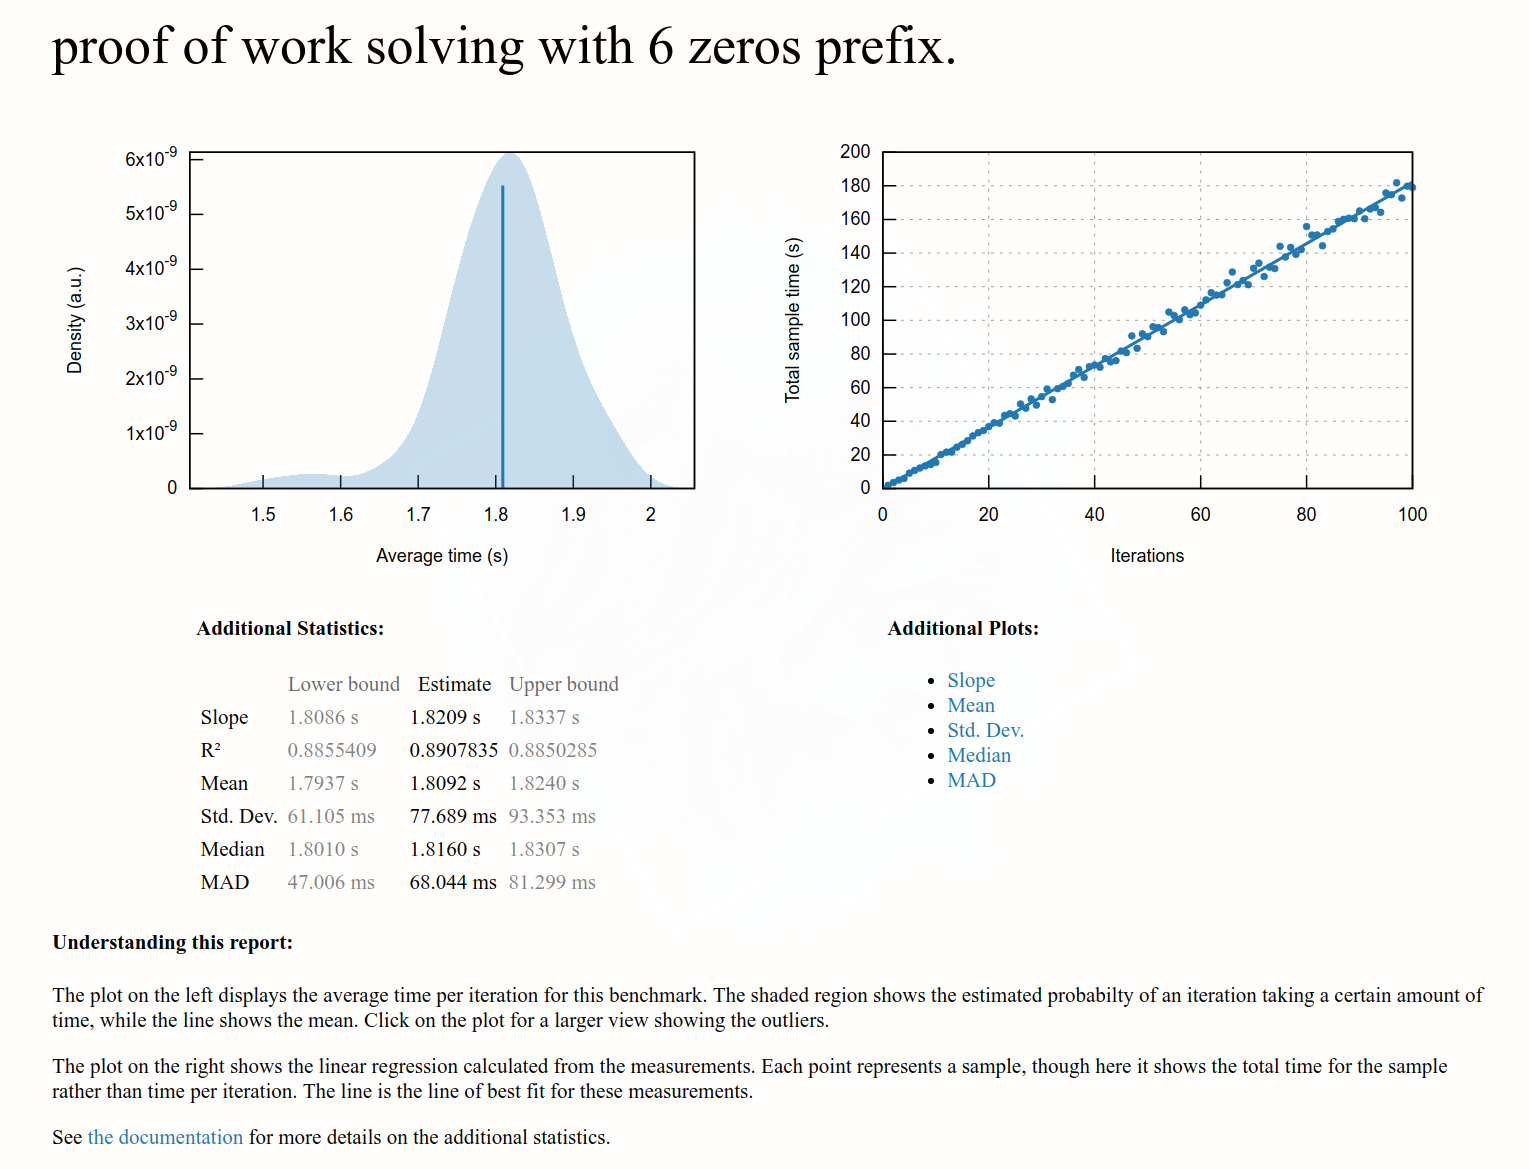 proof of work solving with 6 zeros prefix.
6x10⁻⁹
5x10⁻⁹
4x10⁻⁹
3x10⁻⁹
2x10⁻⁹
1x10⁻⁹
0
Density (a.u.)
1.5 1.6 1.7 1.8 1.9 2
Average time (s)
200
180
160
140
120
100
80
60
40
20
0
Total sample time (s)
0 20 40 60 80 100
Iterations
Additional Statistics:
Lower bound Estimate Upper bound
Slope 1.8086 s 1.8209 s 1.8337 s
R² 0.8855409 0.8907835 0.8850285
Mean 1.7937 s 1.8092 s 1.8240 s
Std. Dev. 61.105 ms 77.689 ms 93.353 ms
Median 1.8010 s 1.8160 s 1.8307 s
MAD 47.006 ms 68.044 ms 81.299 ms
Additional Plots:
• Slope
• Mean
• Std. Dev.
• Median
• MAD
Understanding this report:
The plot on the left displays the average time per iteration for this benchmark. The shaded region shows the estimated probabilty of an iteration taking a certain amount of
time, while the line shows the mean. Click on the plot for a larger view showing the outliers.
The plot on the right shows the linear regression calculated from the measurements. Each point represents a sample, though here it shows the total time for the sample
rather than time per iteration. The line is the line of best fit for these measurements.
See the documentation for more details on the additional statistics.